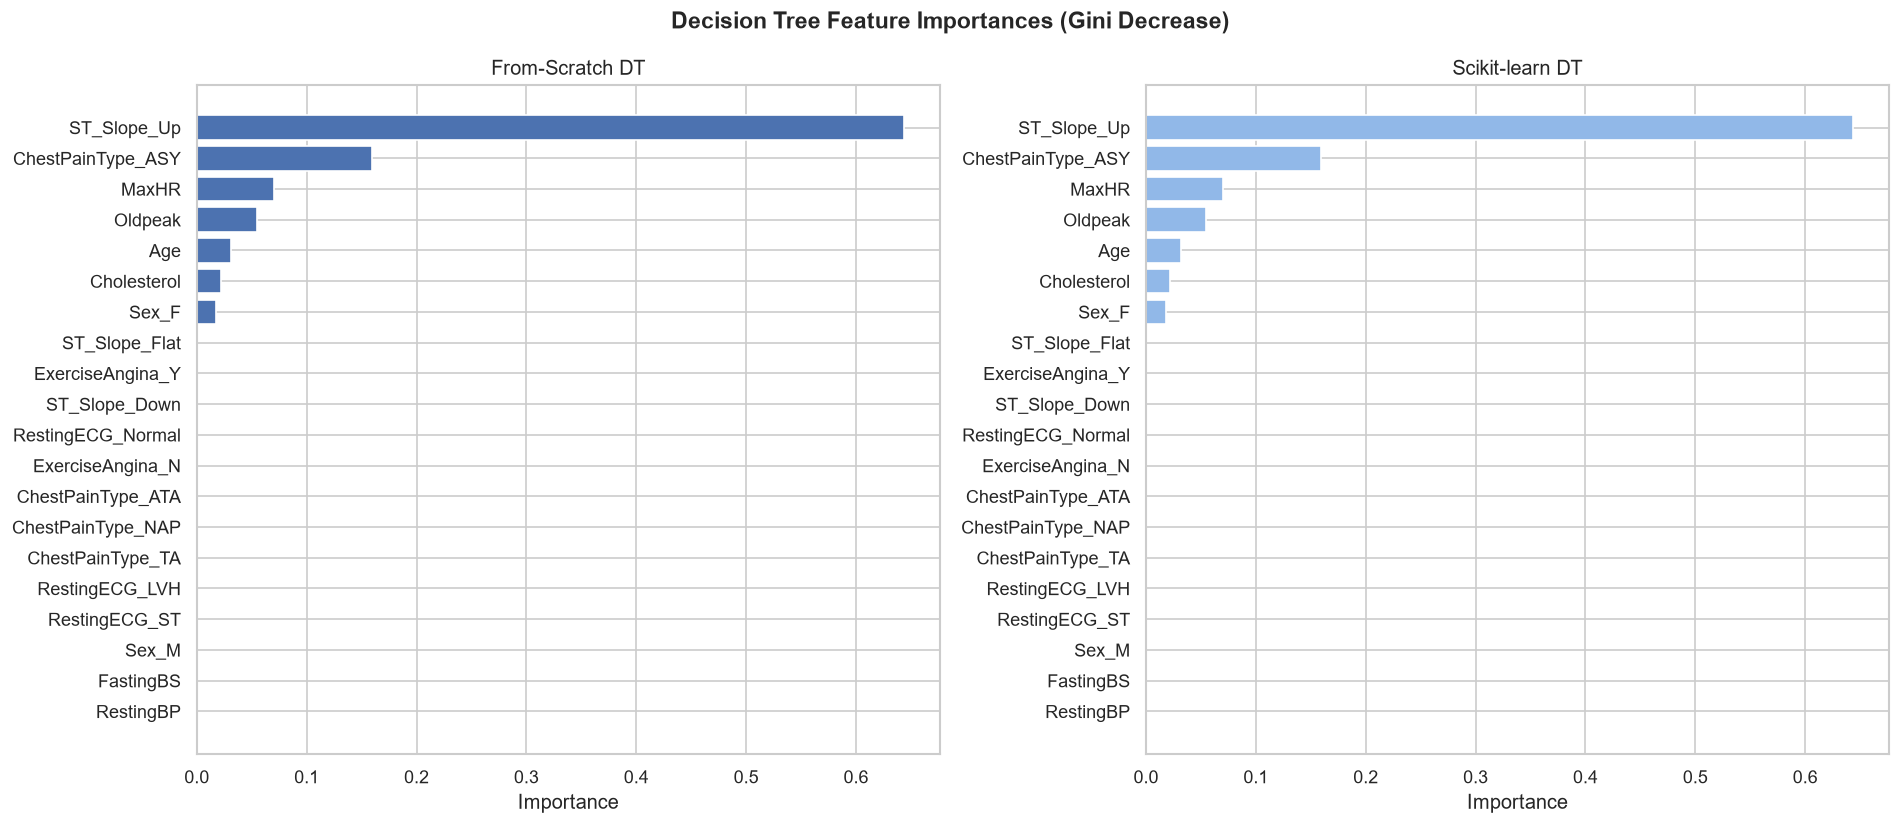 Decision Tree Feature Importances (Gini Decrease)
From-Scratch DT
ST_Slope_Up
ChestPainType_ASY
MaxHR
Oldpeak
Age
Cholesterol
Sex_F
ST_Slope_Flat
ExerciseAngina_Y
ST_Slope_Down
RestingECG_Normal
ExerciseAngina_N
ChestPainType_ATA
ChestPainType_NAP
ChestPainType_TA
RestingECG_LVH
RestingECG_ST
Sex_M
FastingBS
RestingBP
0.0 0.1 0.2 0.3 0.4 0.5 0.6
Importance
Scikit-learn DT
ST_Slope_Up
ChestPainType_ASY
MaxHR
Oldpeak
Age
Cholesterol
Sex_F
ST_Slope_Flat
ExerciseAngina_Y
ST_Slope_Down
RestingECG_Normal
ExerciseAngina_N
ChestPainType_ATA
ChestPainType_NAP
ChestPainType_TA
RestingECG_LVH
RestingECG_ST
Sex_M
FastingBS
RestingBP
0.0 0.1 0.2 0.3 0.4 0.5 0.6
Importance